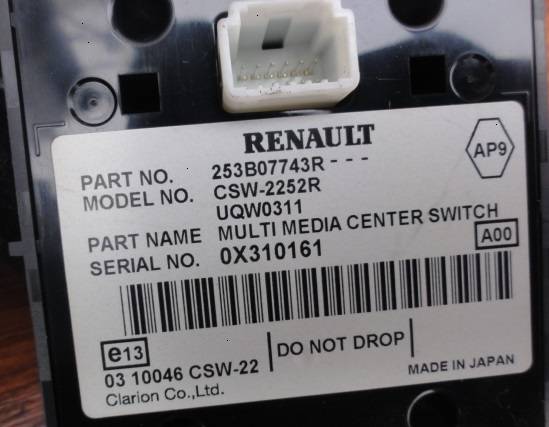 RENAULT
AP9
PART NO. 253B07743R---
MODEL NO. CSW-2252R
UQW0311
PART NAME MULTI MEDIA CENTER SWITCH
SERIAL NO. 0X310161
A00
e13
DO NOT DROP
03 10046 CSW-22
MADE IN JAPAN
Clarion Co.,Ltd.